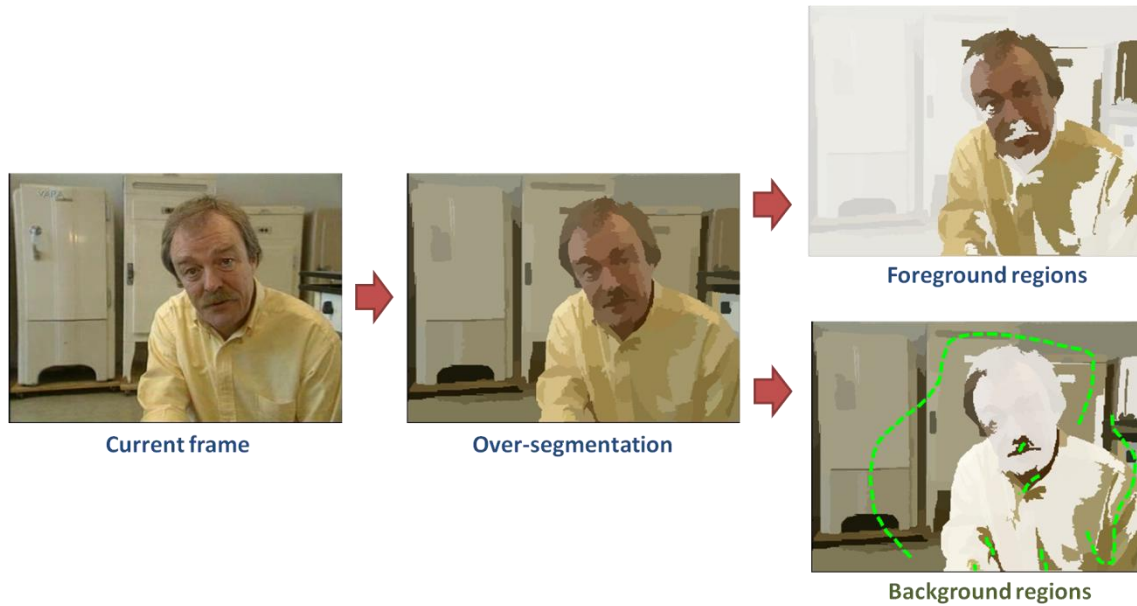 Current frame
Over-segmentation
Foreground regions
Background regions